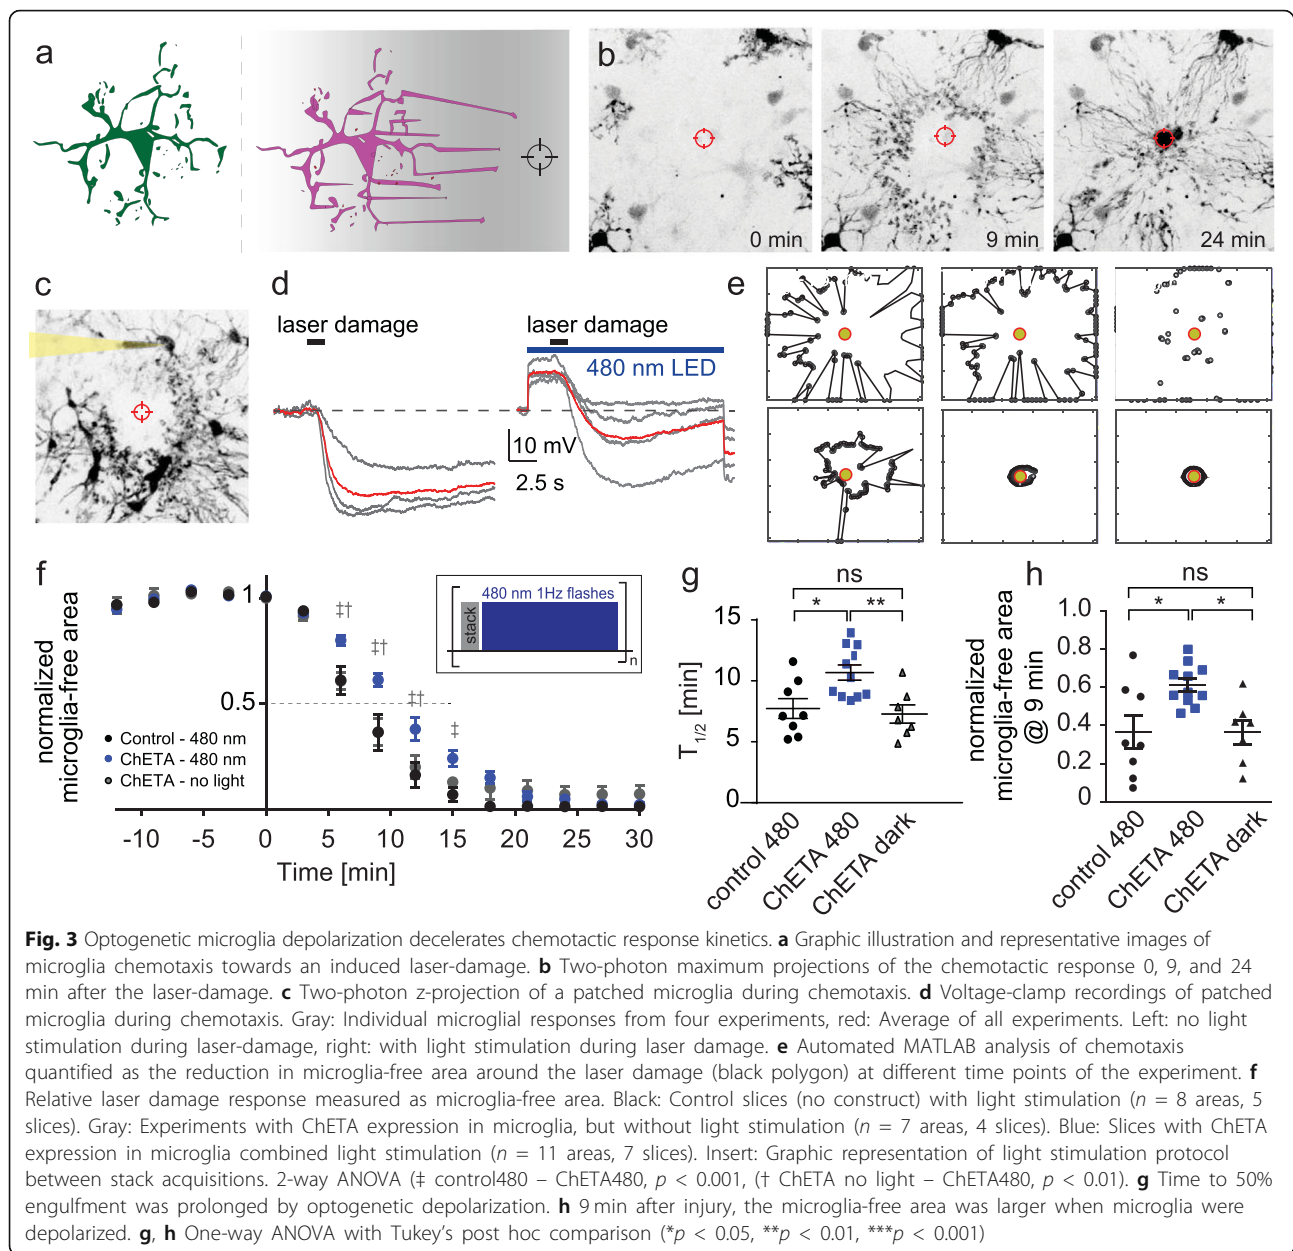 a
b
0 min
9 min
24 min
c
d
laser damage
laser damage
480 nm LED
10 mV
2.5 s
e
f
normalized
microglia-free area
1
0.5
‡†
‡†
‡†
‡
stack
480 nm 1Hz flashes
n
Control - 480 nm
ChETA - 480 nm
ChETA - no light
-10 -5 0 5 10 15 20 25 30
Time [min]
g
ns
* **
T1/2 [min]
15
10
5
0
control 480
ChETA 480
ChETA dark
h
ns
* *
normalized
microglia-free area
@ 9 min
1.0
0.8
0.6
0.4
0.2
0
control 480
ChETA 480
ChETA dark
Fig. 3 Optogenetic microglia depolarization decelerates chemotactic response kinetics. a Graphic illustration and representative images of
microglia chemotaxis towards an induced laser-damage. b Two-photon maximum projections of the chemotactic response 0, 9, and 24
min after the laser-damage. c Two-photon z-projection of a patched microglia during chemotaxis. d Voltage-clamp recordings of patched
microglia during chemotaxis. Gray: Individual microglial responses from four experiments, red: Average of all experiments. Left: no light
stimulation during laser-damage, right: with light stimulation during laser damage. e Automated MATLAB analysis of chemotaxis
quantified as the reduction in microglia-free area around the laser damage (black polygon) at different time points of the experiment. f
Relative laser damage response measured as microglia-free area. Black: Control slices (no construct) with light stimulation (n = 8 areas, 5
slices). Gray: Experiments with ChETA expression in microglia, but without light stimulation (n = 7 areas, 4 slices). Blue: Slices with ChETA
expression in microglia combined light stimulation (n = 11 areas, 7 slices). Insert: Graphic representation of light stimulation protocol
between stack acquisitions. 2-way ANOVA (‡ control480 – ChETA480, p < 0.001, († ChETA no light – ChETA480, p < 0.01). g Time to 50%
engulfment was prolonged by optogenetic depolarization. h 9 min after injury, the microglia-free area was larger when microglia were
depolarized. g, h One-way ANOVA with Tukey's post hoc comparison (*p < 0.05, **p < 0.01, ***p < 0.001)